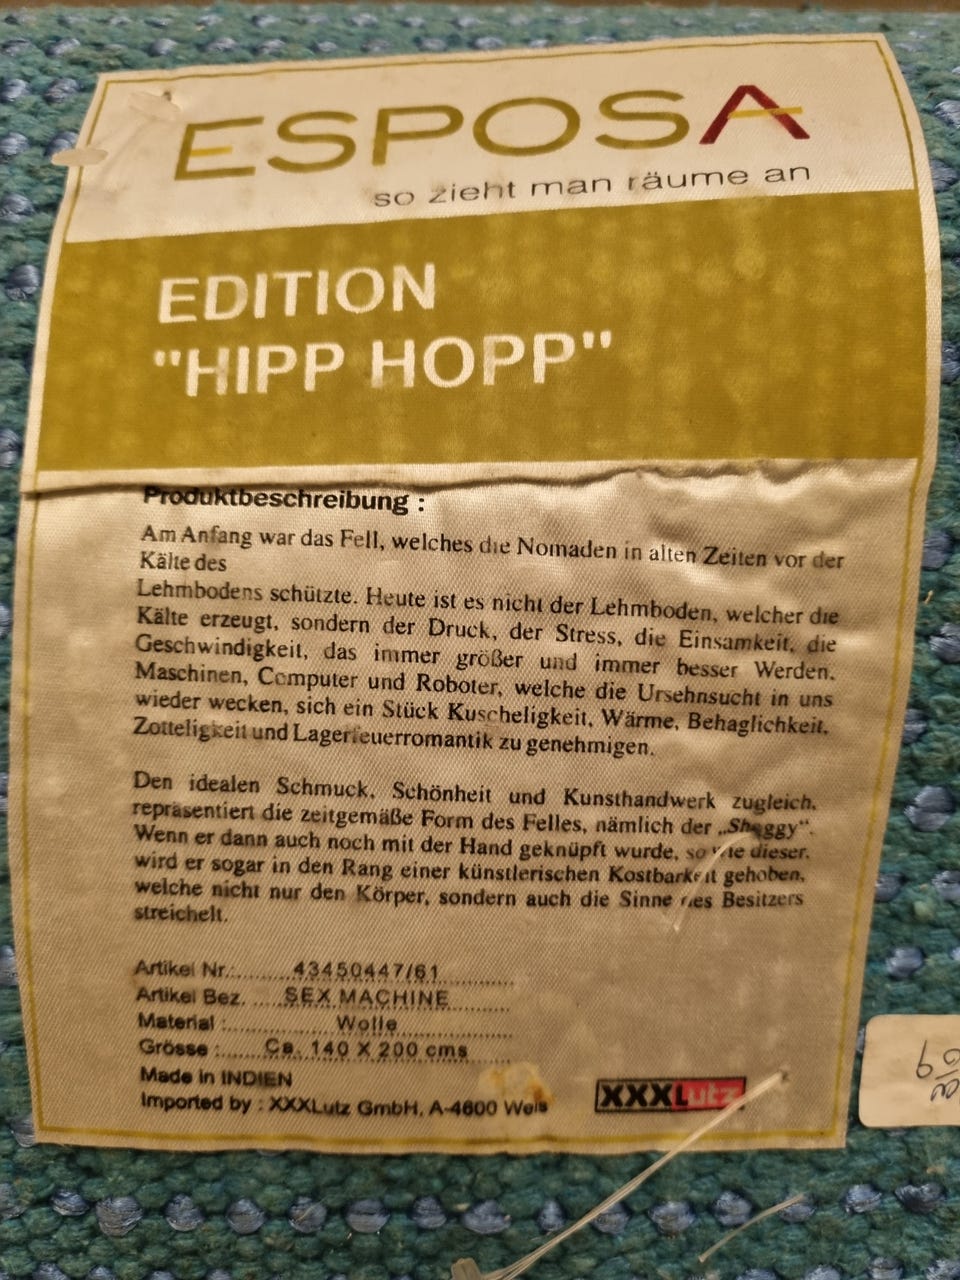 ESPOSA
so zieht man räume an
EDITION
"HIPP HOPP"
Produktbeschreibung :
Am Anfang war das Fell, welches die Nomaden in alten Zeiten vor der
Kälte des
Lehmbodens schützte. Heute ist es nicht der Lehmboden, welcher die
Kälte erzeugt, sondern der Druck, der Stress, die Einsamkeit, die
Geschwindigkeit, das immer größer und immer besser Werden.
Maschinen, Computer und Roboter, welche die Ursehnsucht in uns
wieder wecken, sich ein Stück Kuscheligkeit, Wärme, Behaglichkeit,
Zotteligkeit und Lagerfeuerromantik zu genehmigen.
Den idealen Schmuck, Schönheit und Kunsthandwerk zugleich,
repräsentiert die zeitgemäße Form des Felles, nämlich der „Shaggy“.
Wenn er dann auch noch mit der Hand geknüpft wurde, so wie dieser,
wird er sogar in den Rang einer künstlerischen Kostbarkeit gehoben,
welche nicht nur den Körper, sondern auch die Sinne des Besitzers
streichelt.
Artikel Nr.:........43450447/61
Artikel Bez. ....SEX MACHINE
Material :............Wolle
Grösse :......Ca. 140 X 200 cms
Made in INDIEN
Imported by : XXXLutz GmbH, A-4600 Wels
XXXLutz